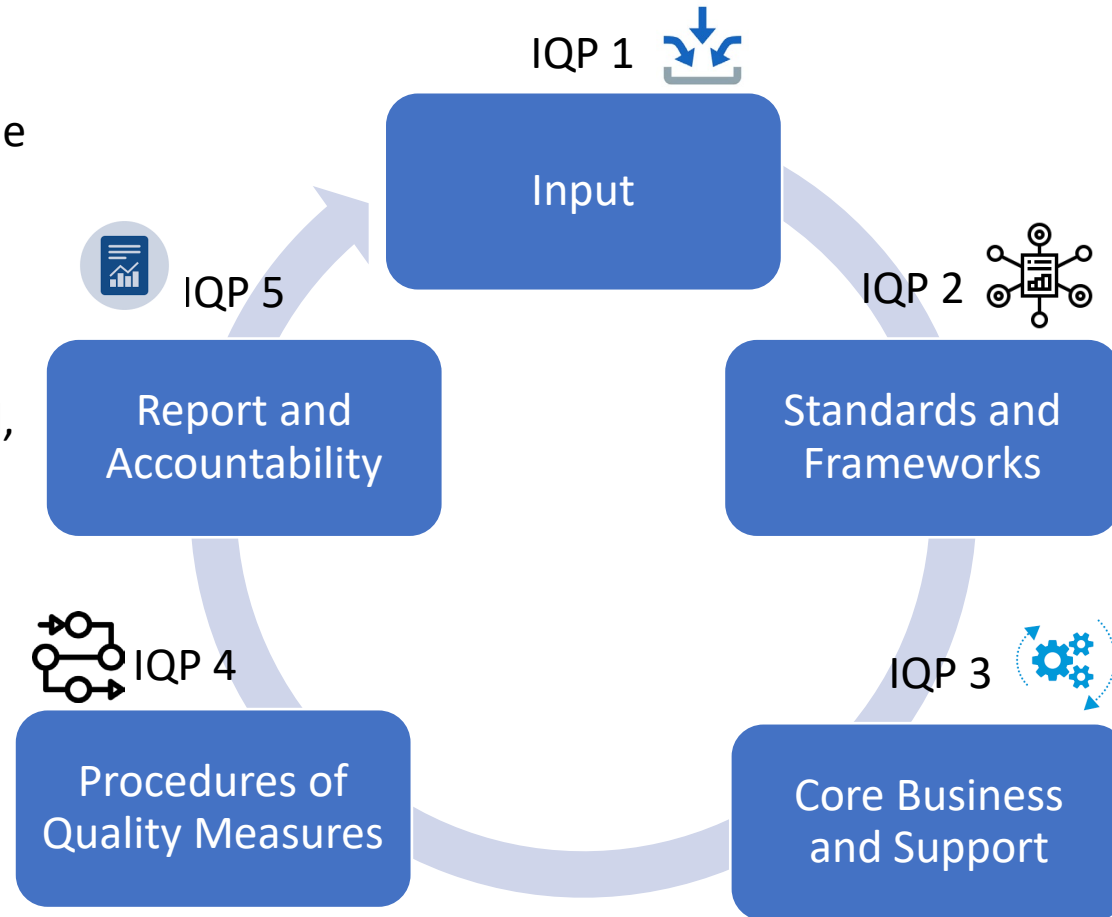 IQP 1
Input
e
IQP 2
Standards and
Frameworks
IQP 3
Core Business
and Support
IQP 4
Procedures of
Quality Measures
IQP 5
Report and
Accountability
,